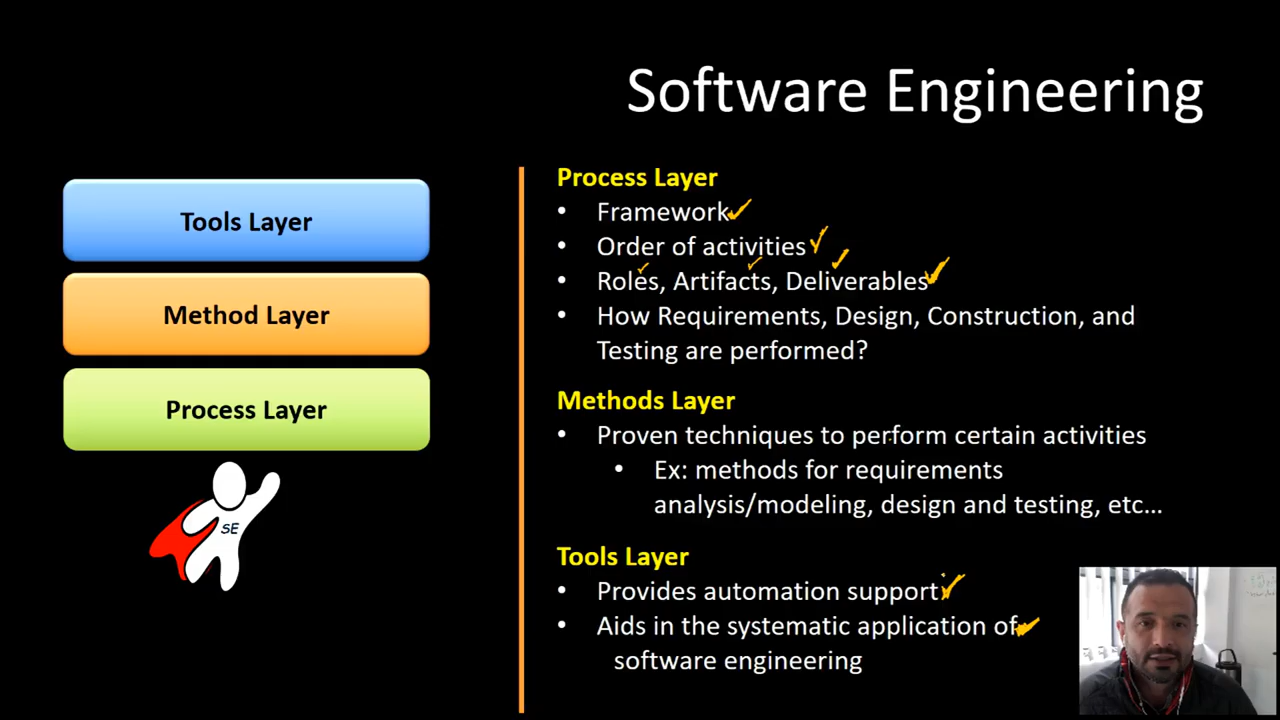 Software Engineering
Tools Layer
Method Layer
Process Layer
SE
Process Layer
• Framework
• Order of activities
• Roles, Artifacts, Deliverables
• How Requirements, Design, Construction, and
Testing are performed?
Methods Layer
• Proven techniques to perform certain activities
• Ex: methods for requirements
analysis/modeling, design and testing, etc...
Tools Layer
• Provides automation support
• Aids in the systematic application of
software engineering